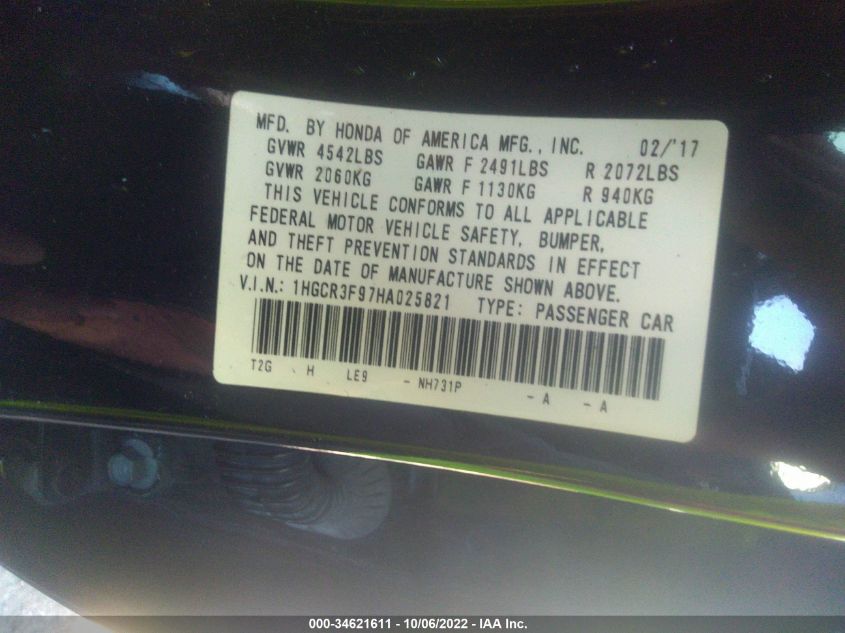 MFD. BY HONDA OF AMERICA MFG., INC. 02/'17
GVWR 4542LBS GAWR F 2491LBS R 2072LBS
GVWR 2060KG GAWR F 1130KG R 940KG
THIS VEHICLE CONFORMS TO ALL APPLICABLE
FEDERAL MOTOR VEHICLE SAFETY, BUMPER,
AND THEFT PREVENTION STANDARDS IN EFFECT
ON THE DATE OF MANUFACTURE SHOWN ABOVE.
V.I.N.: 1HGCR3F97HA025821 TYPE: PASSENGER CAR
T2G H LE9 - NH731P - A - A
000-34621611 - 10/06/2022 - IAA Inc.